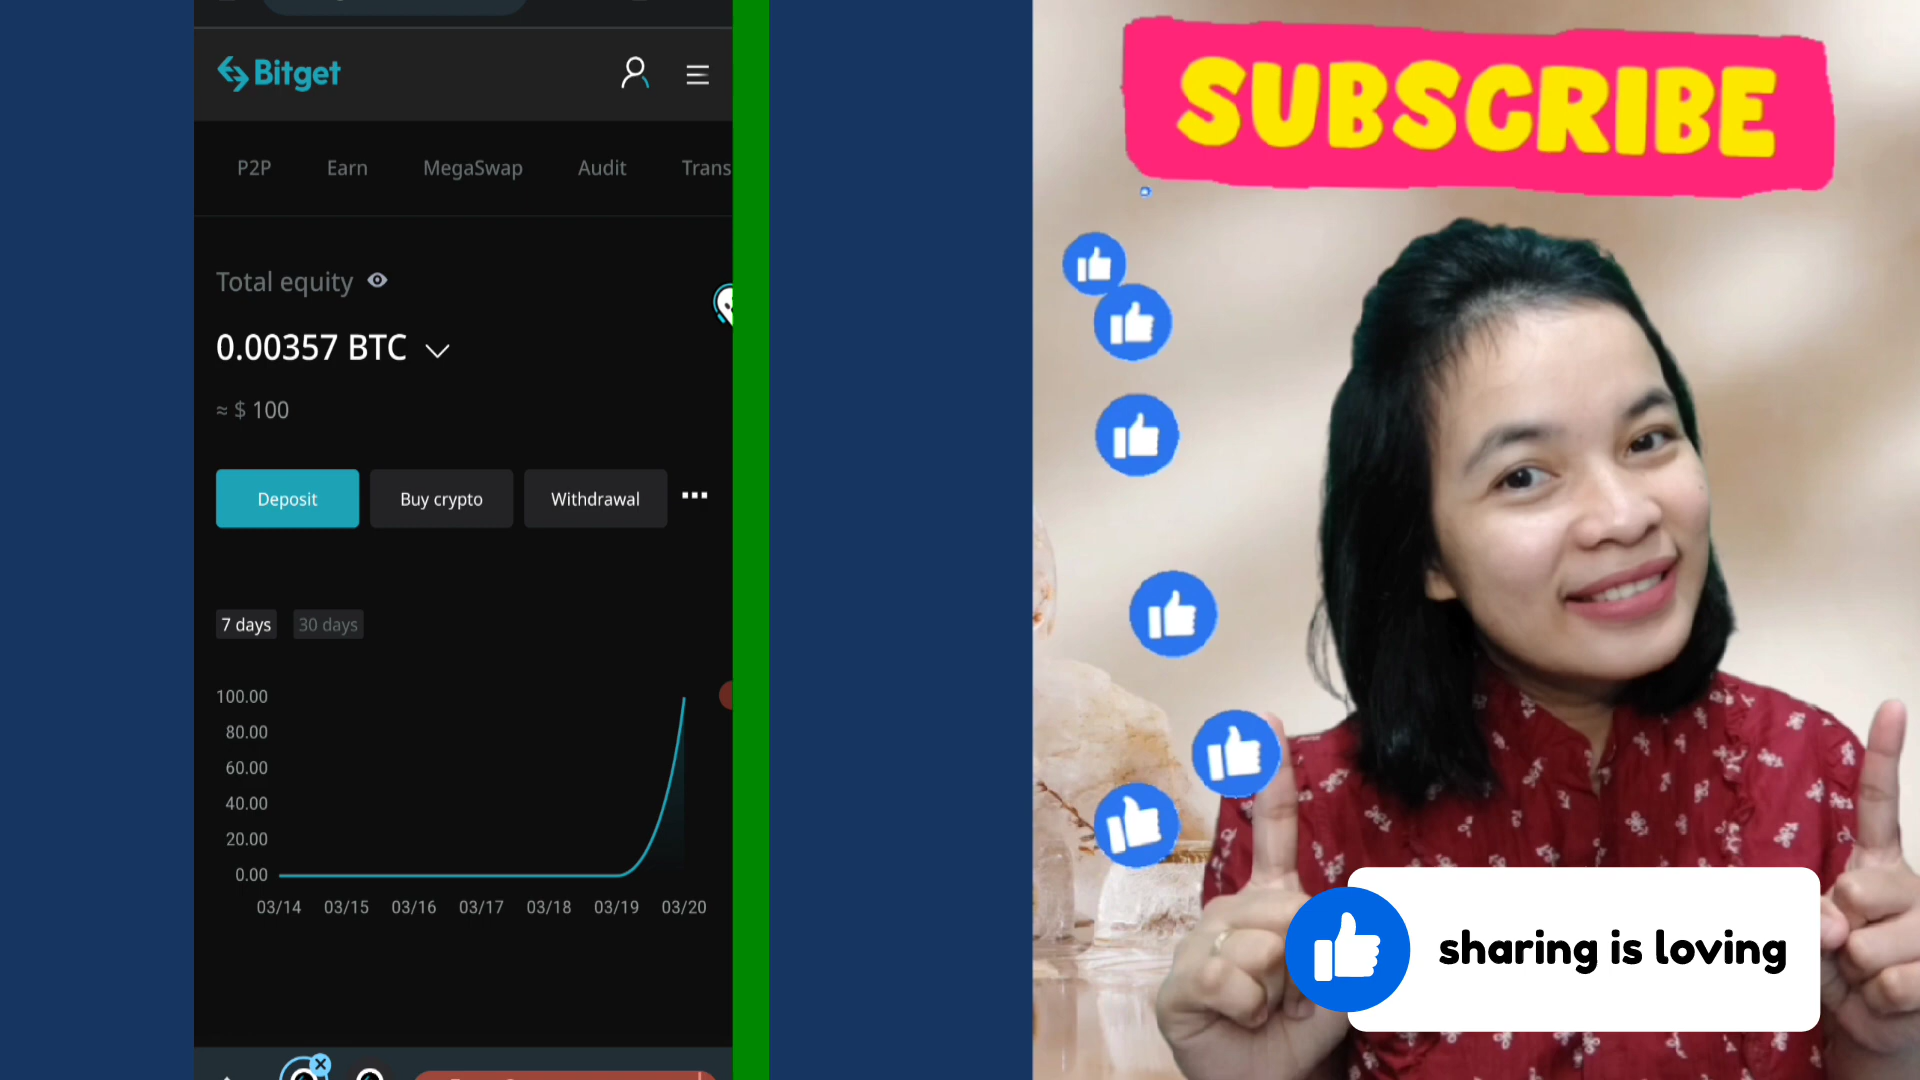 Bitget
P2P Earn MegaSwap Audit Trans
Total equity
0.00357 BTC
≈ $ 100
Deposit Buy crypto Withdrawal
7 days 30 days
100.00
80.00
60.00
40.00
20.00
0.00
03/14 03/15 03/16 03/17 03/18 03/19 03/20
SUBSCRIBE
sharing is loving